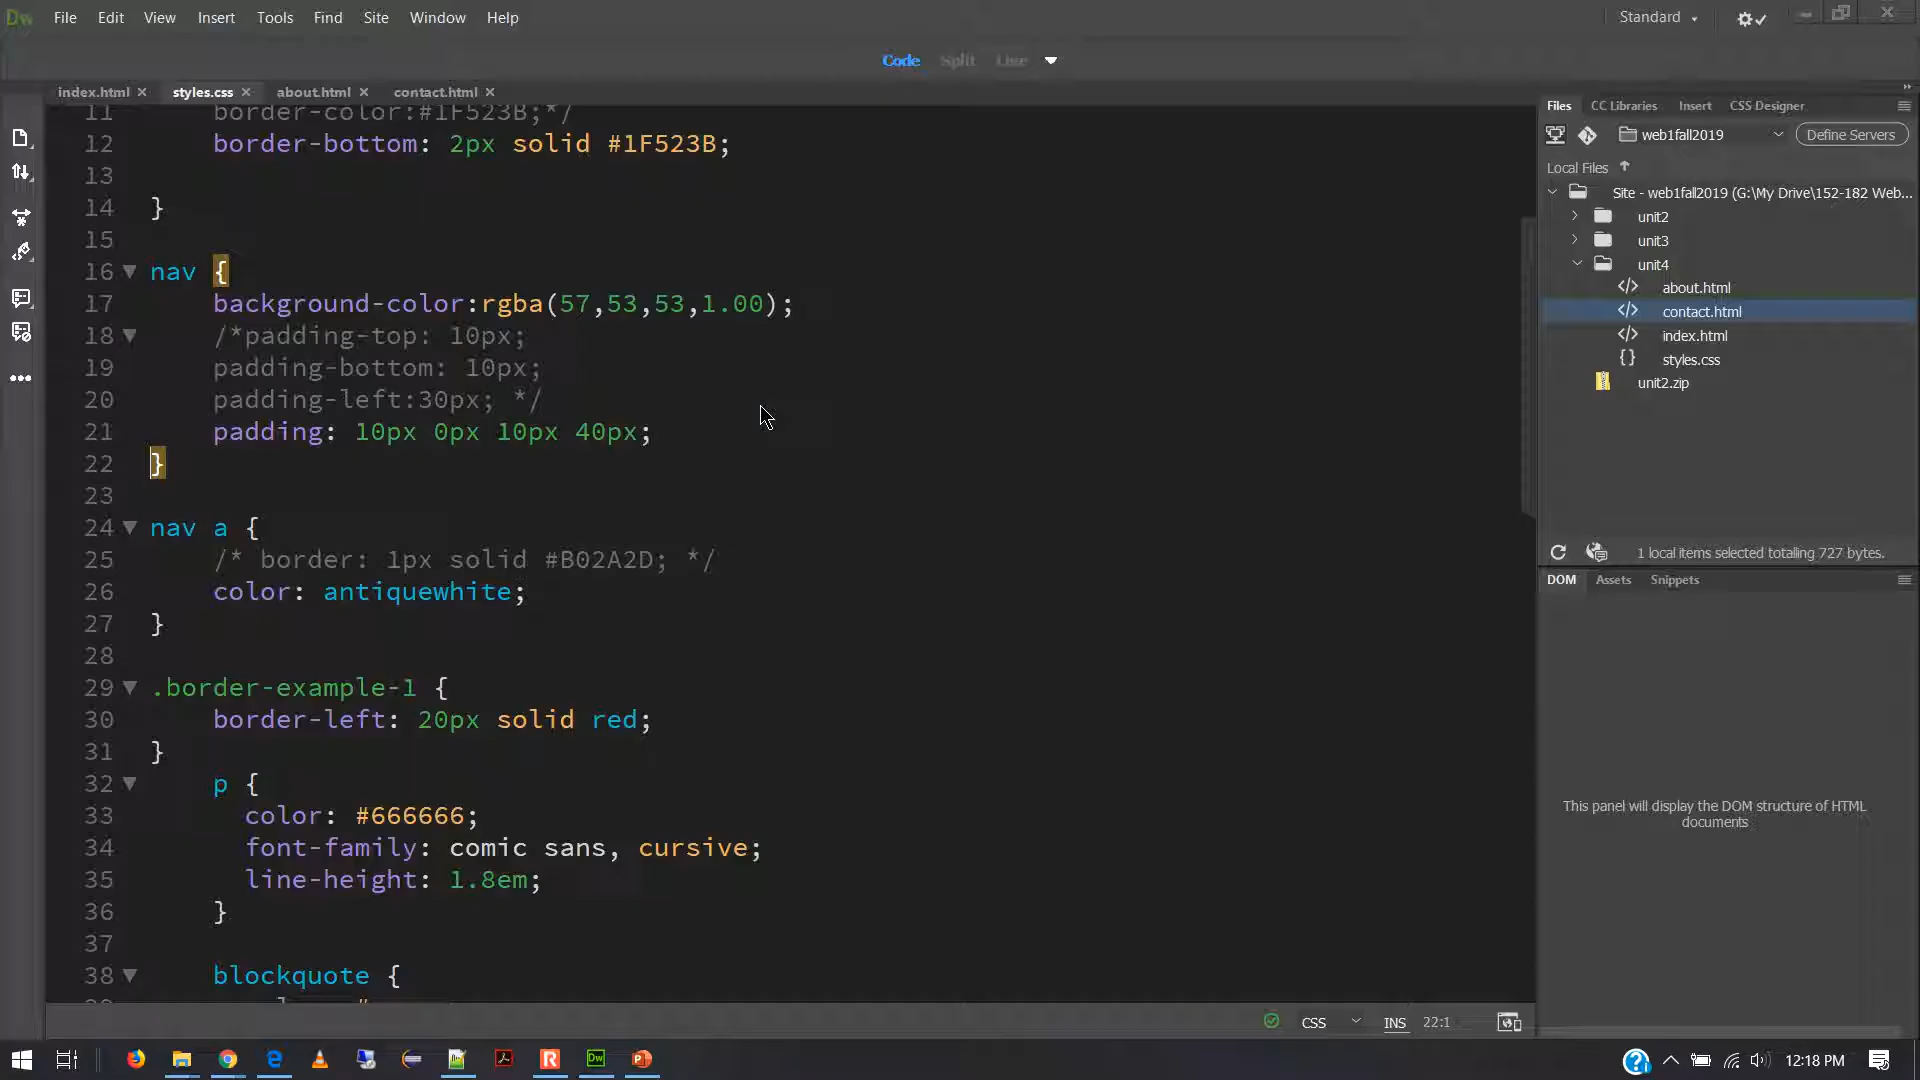 Dw File Edit View Insert Tools Find Site Window Help Standard
Code Split Live
index.html styles.css about.html contact.html
11 border-color:#1F523B;*/
12 border-bottom: 2px solid #1F523B;
13
14 }
15
16 nav {
17 background-color:rgba(57,53,53,1.00);
18 /*padding-top: 10px;
19 padding-bottom: 10px;
20 padding-left:30px; */
21 padding: 10px 0px 10px 40px;
22 }
23
24 nav a {
25 /* border: 1px solid #B02A2D; */
26 color: antiquewhite;
27 }
28
29 .border-example-1 {
30 border-left: 20px solid red;
31 }
32 p {
33 color: #666666;
34 font-family: comic sans, cursive;
35 line-height: 1.8em;
36 }
37
38 blockquote {
CSS INS 22:1
Files CC Libraries Insert CSS Designer
web1fall2019 Define Servers
Local Files
Site - web1fall2019 (G:\My Drive\152-182 Web...
unit2
unit3
unit4
about.html
contact.html
index.html
styles.css
unit2.zip
1 local items selected totalling 727 bytes.
DOM Assets Snippets
This panel will display the DOM structure of HTML
documents
12:18 PM